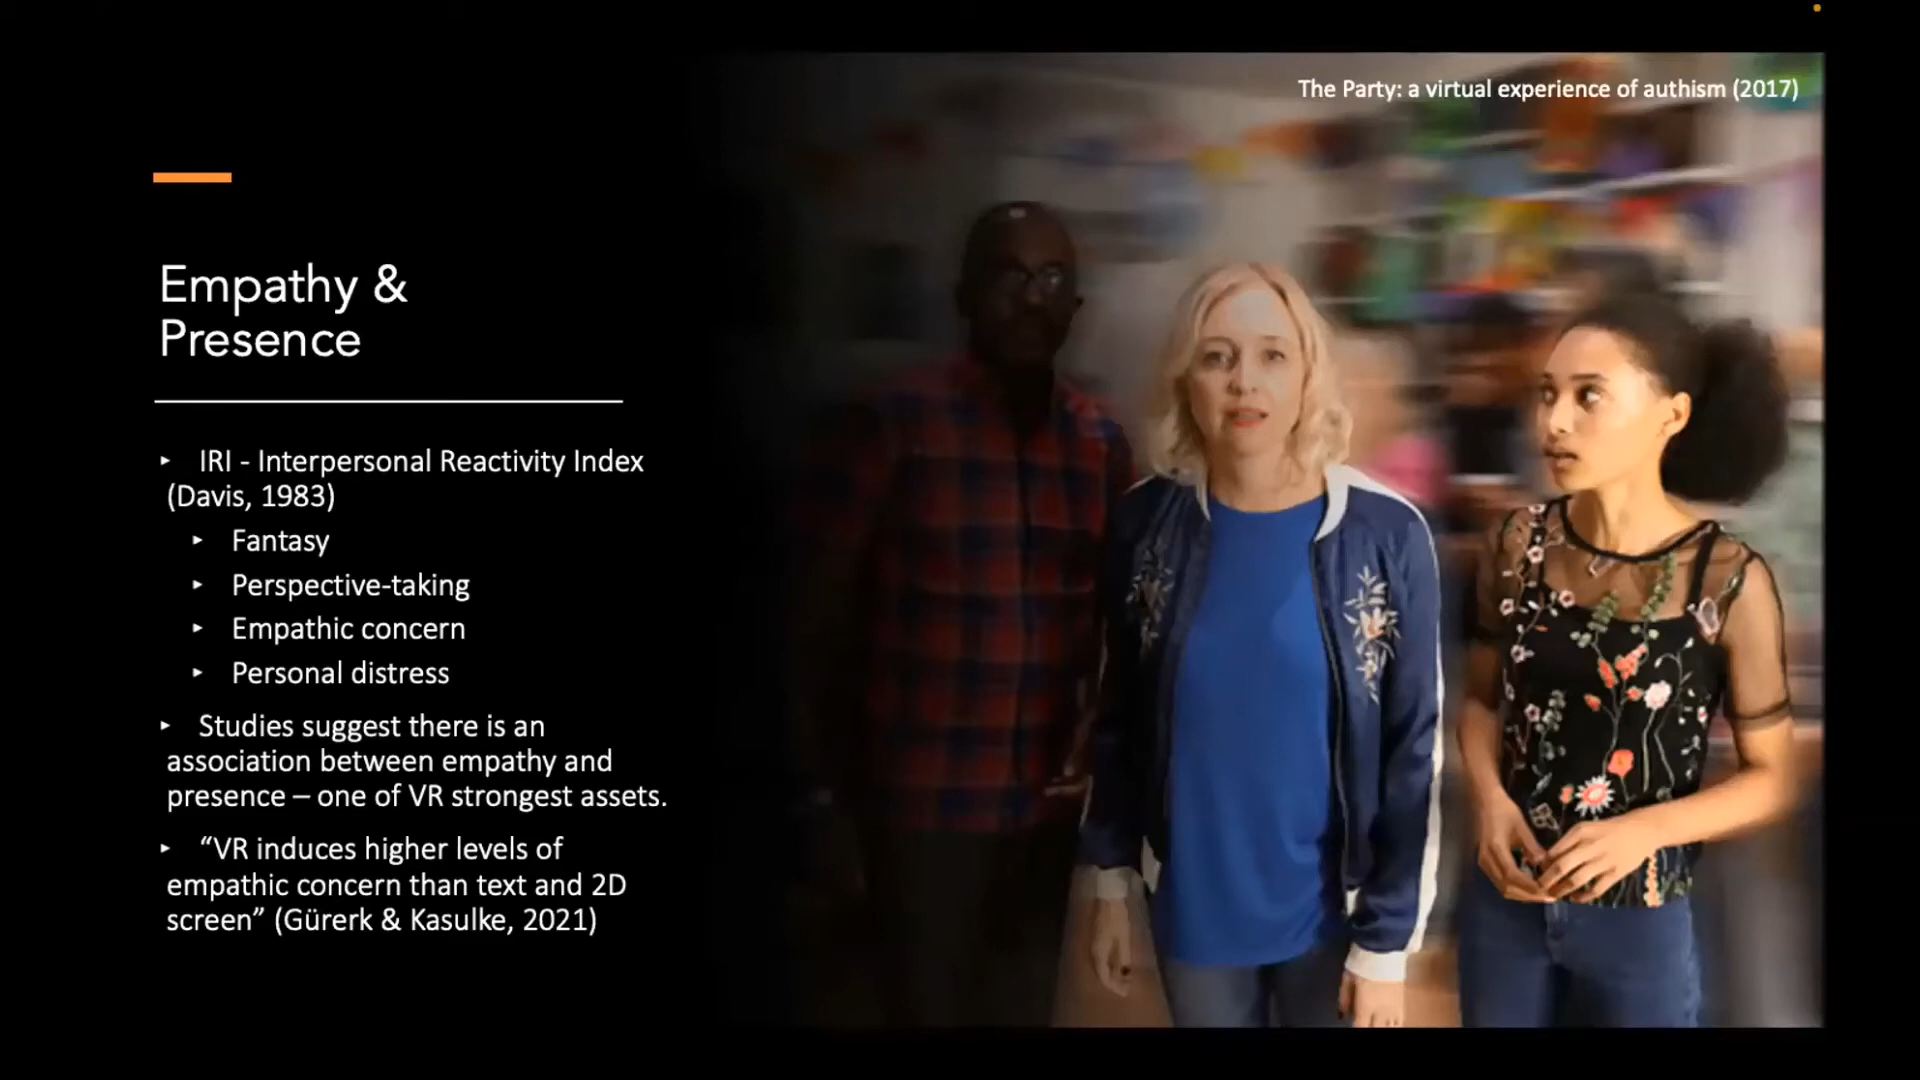 The Party: a virtual experience of authism (2017)
Empathy &
Presence
▸ IRI - Interpersonal Reactivity Index
(Davis, 1983)
▸ Fantasy
▸ Perspective-taking
▸ Empathic concern
▸ Personal distress
▸ Studies suggest there is an
association between empathy and
presence – one of VR strongest assets.
▸ “VR induces higher levels of
empathic concern than text and 2D
screen” (Gürerk & Kasulke, 2021)